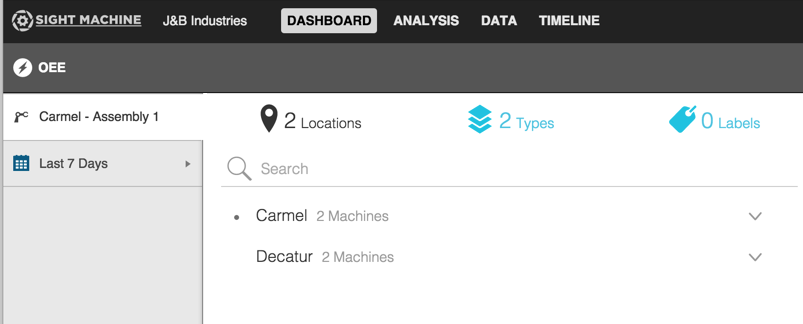 SIGHT MACHINE J&B Industries DASHBOARD ANALYSIS DATA TIMELINE
OEE
Carmel - Assembly 1
Last 7 Days
2 Locations 2 Types 0 Labels
Search
Carmel 2 Machines
Decatur 2 Machines